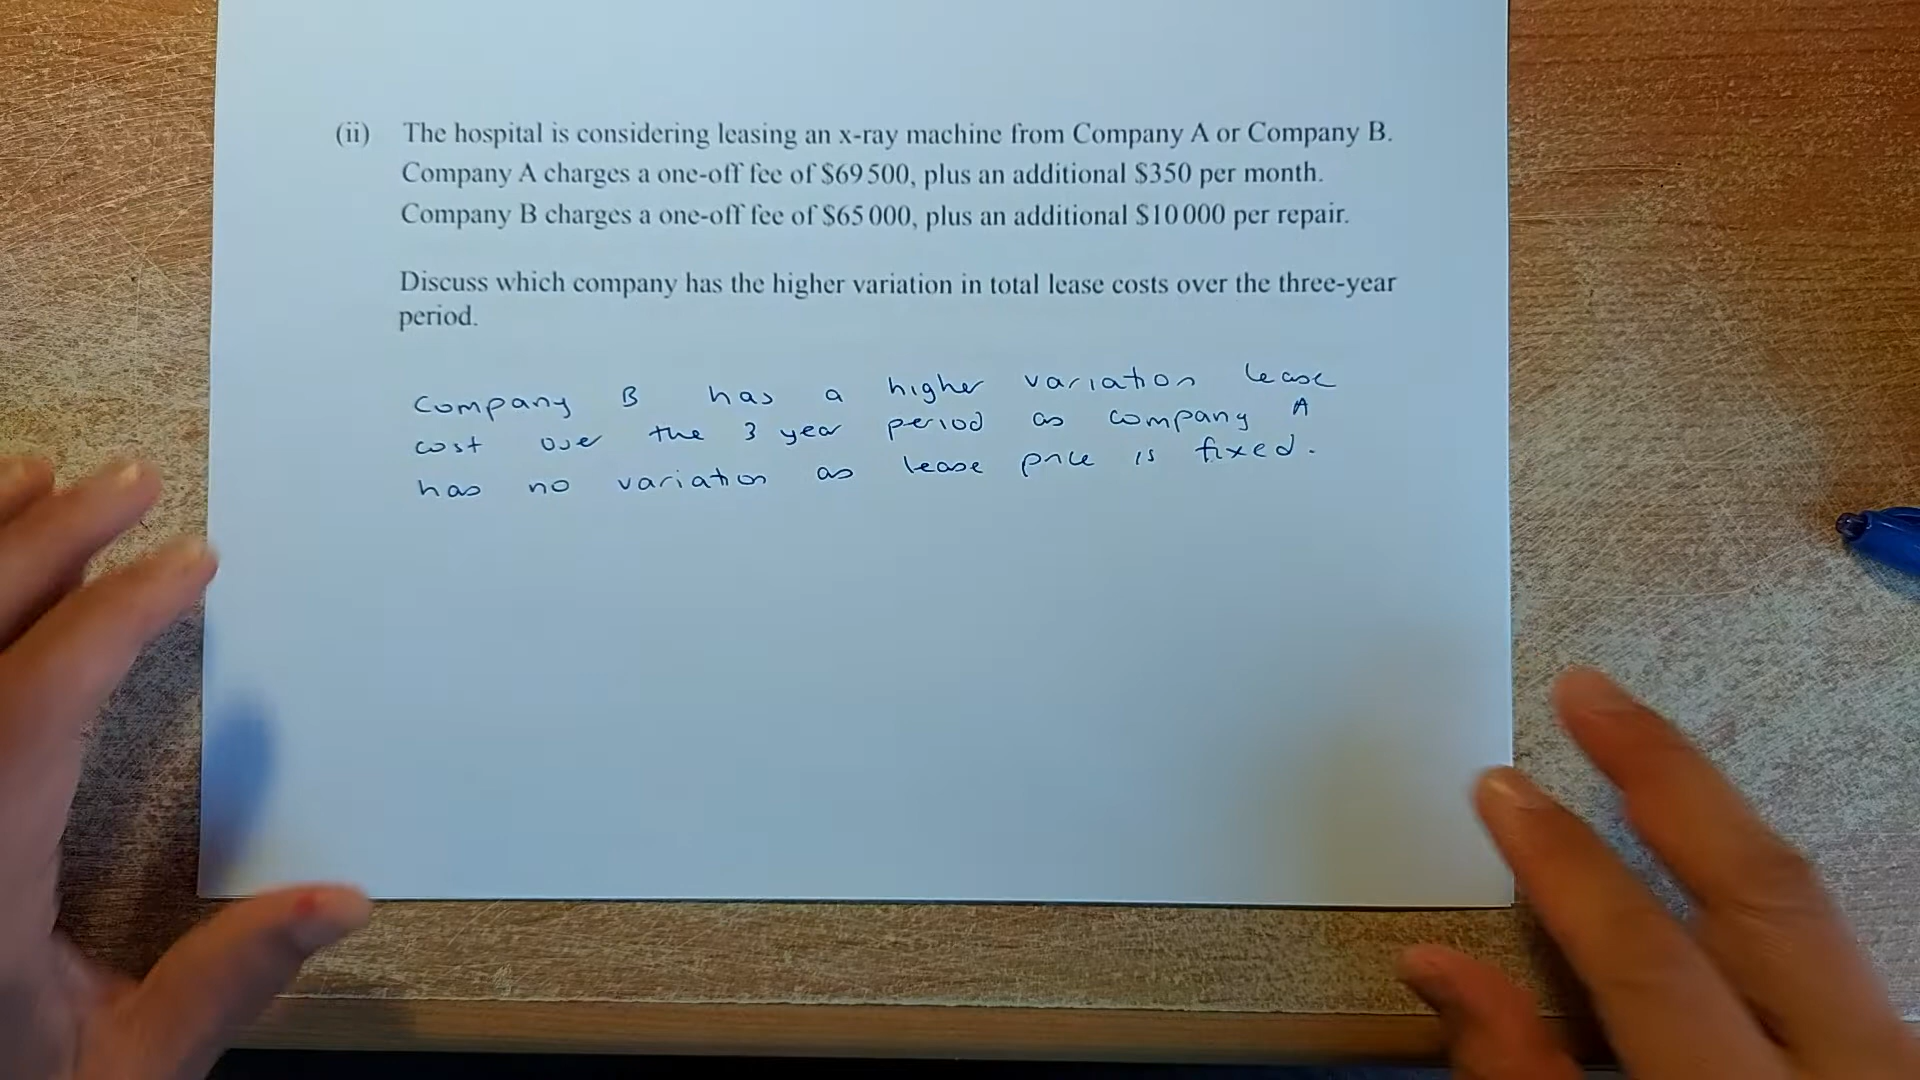 (ii) The hospital is considering leasing an x-ray machine from Company A or Company B.
Company A charges a one-off fee of $69 500, plus an additional $350 per month.
Company B charges a one-off fee of $65 000, plus an additional $10 000 per repair.
Discuss which company has the higher variation in total lease costs over the three-year
period.
Company B has a higher variation lease
cost over the 3 year period as company A
has no variation as lease price is fixed.